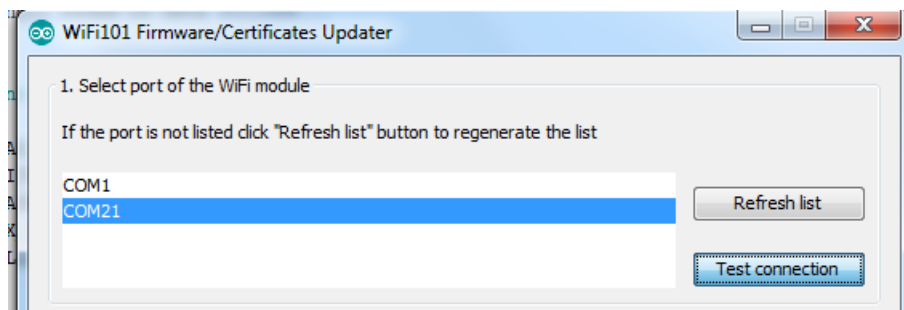 WiFi101 Firmware/Certificates Updater
1. Select port of the WiFi module
If the port is not listed click "Refresh list" button to regenerate the list
COM1
COM21
Refresh list
Test connection